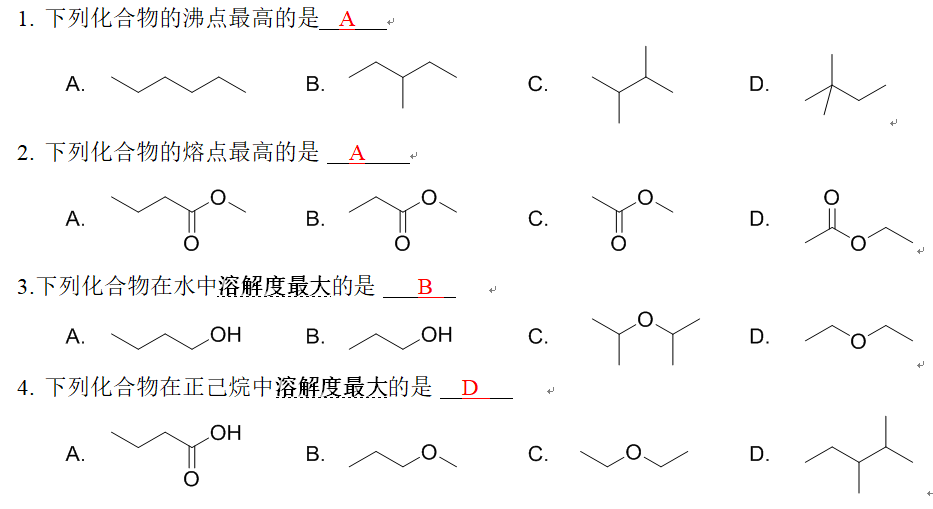 1. 下列化合物的沸点最高的是 A
A. B. C. D.
2. 下列化合物的熔点最高的是 A
O O O O
A. B. C. D.
O O O O
3.下列化合物在水中溶解度最大的是 B
A. OH B. OH C. O D. O
4. 下列化合物在正己烷中溶解度最大的是 D
OH
A. B. O C. O D.
O